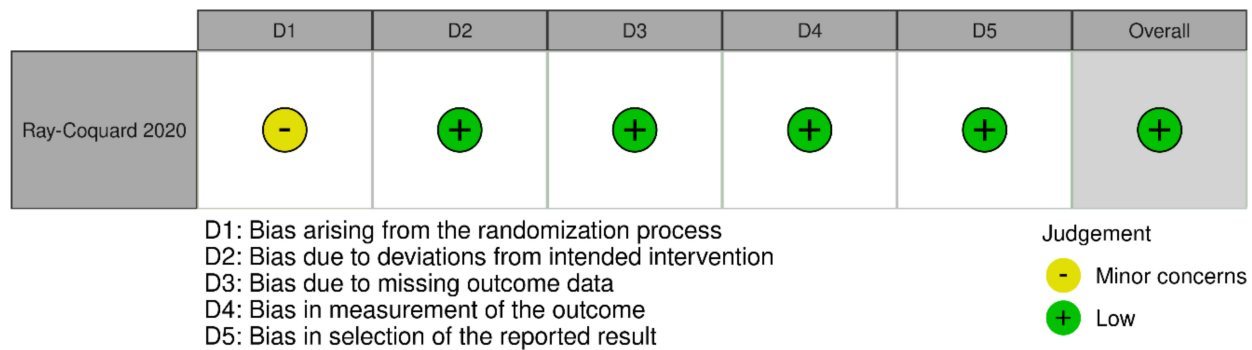 D1 D2 D3 D4 D5 Overall
Ray-Coquard 2020 - + + + + +
D1: Bias arising from the randomization process
D2: Bias due to deviations from intended intervention
D3: Bias due to missing outcome data
D4: Bias in measurement of the outcome
D5: Bias in selection of the reported result
Judgement
- Minor concerns
+ Low